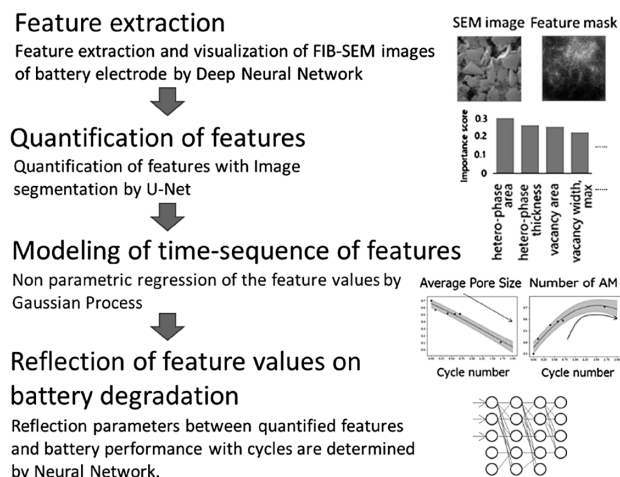 Feature extraction
Feature extraction and visualization of FIB-SEM images
of battery electrode by Deep Neural Network
SEM image
Feature mask
Quantification of features
Quantification of features with Image
segmentation by U-Net
Importance score
0.3
0.2
0.1
0
hetero-phase
area
hetero-phase
thickness
vacancy area
vacancy width,
max
......
......
Modeling of time-sequence of features
Non parametric regression of the feature values by
Gaussian Process
Average Pore Size
Cycle number
Number of AM
Cycle number
Reflection of feature values on
battery degradation
Reflection parameters between quantified features
and battery performance with cycles are determined
by Neural Network.